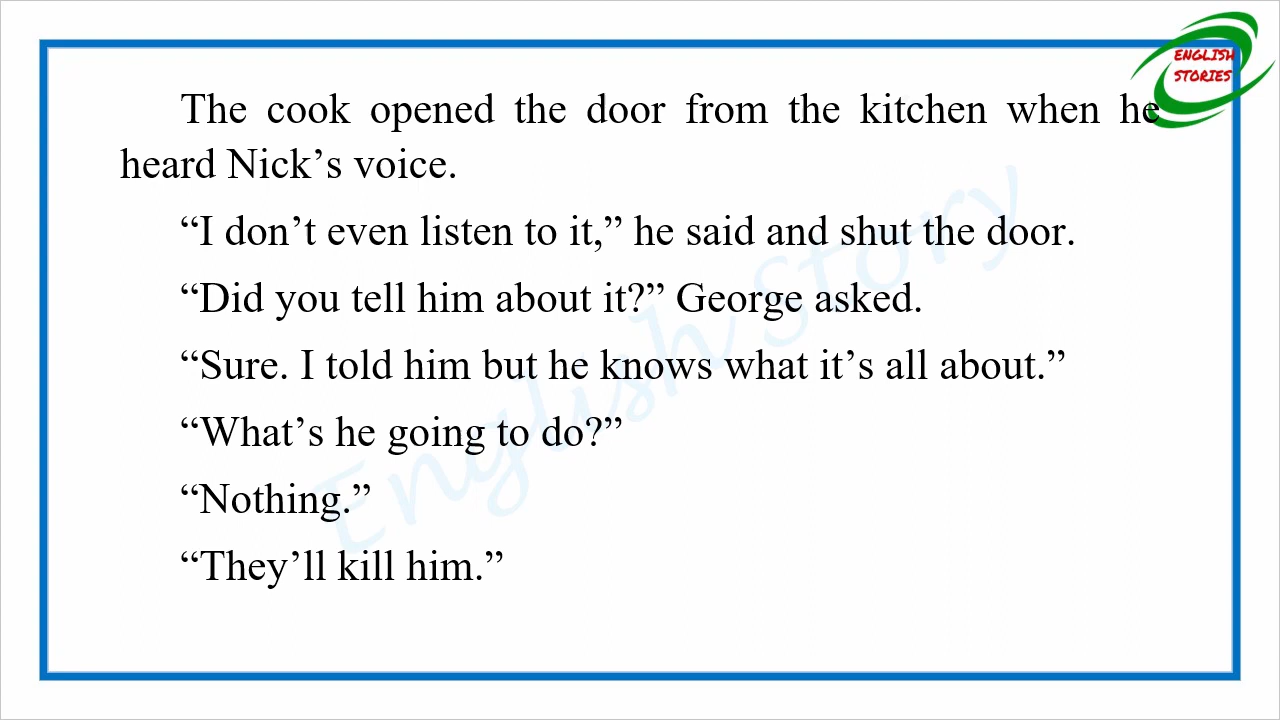 ENGLISH
STORIES
The cook opened the door from the kitchen when he
heard Nick’s voice.
“I don’t even listen to it,” he said and shut the door.
“Did you tell him about it?” George asked.
“Sure. I told him but he knows what it’s all about.”
“What’s he going to do?”
“Nothing.”
“They’ll kill him.”
English Story